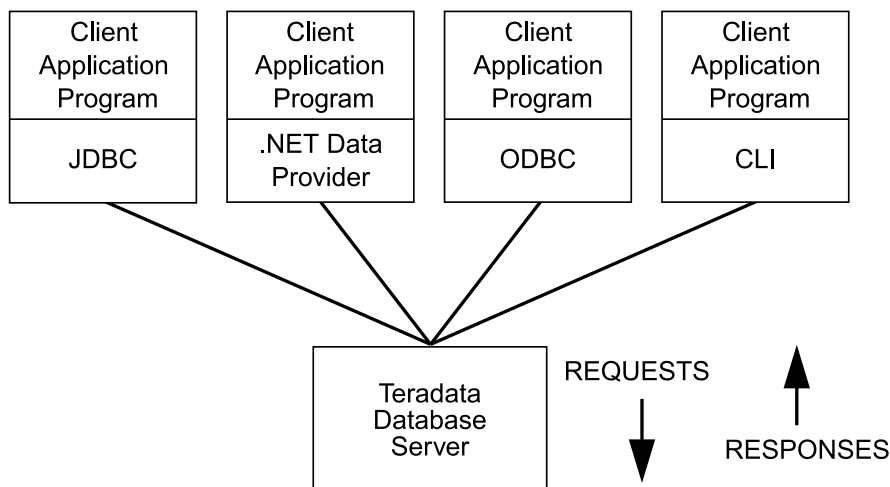 Client
Application
Program
JDBC
Client
Application
Program
.NET Data
Provider
Client
Application
Program
ODBC
Client
Application
Program
CLI
Teradata
Database
Server
REQUESTS
RESPONSES